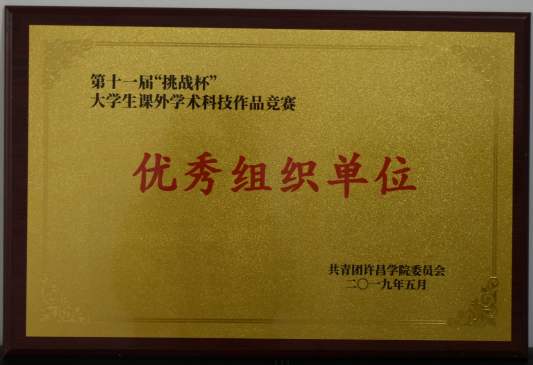 第十一届“挑战杯”
大学生课外学术科技作品竞赛
优秀组织单位
共青团许昌学院委员会
二〇一九年五月